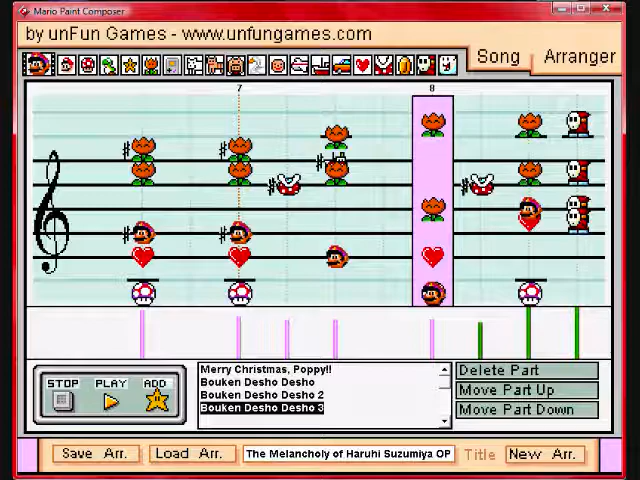 Mario Paint Composer
by unFun Games - www.unfungames.com
Song
Arranger
7
8
STOP
PLAY
ADD
Merry Christmas, Poppy!!
Bouken Desho Desho
Bouken Desho Desho 2
Bouken Desho Desho 3
Delete Part
Move Part Up
Move Part Down
Save Arr.
Load Arr.
The Melancholy of Haruhi Suzumiya OP
Title
New Arr.